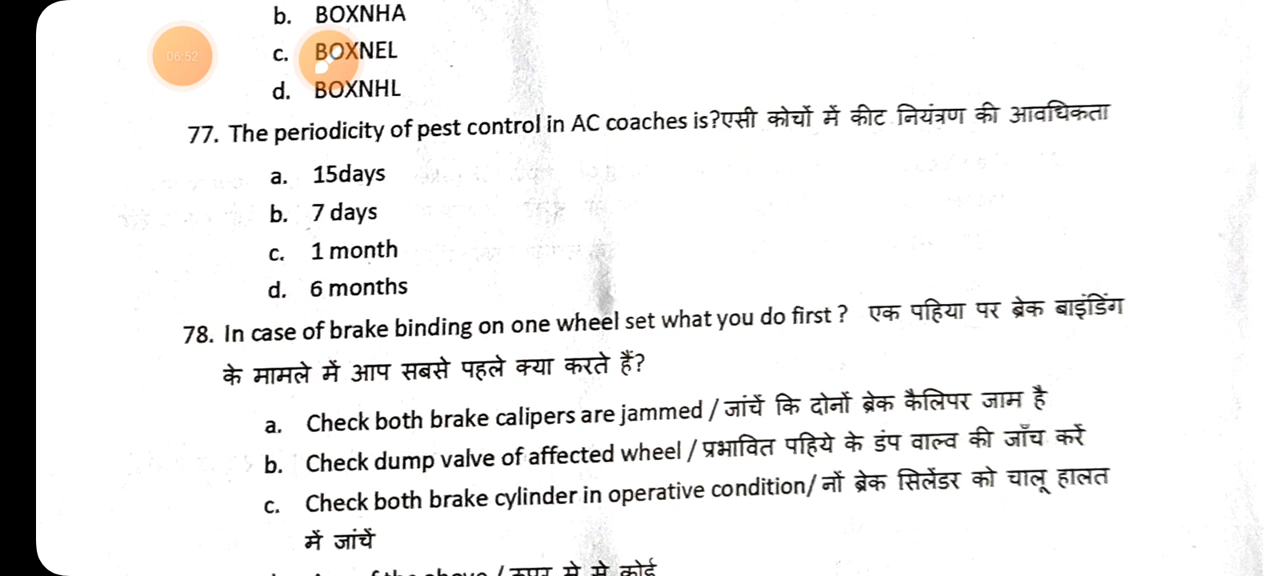 b. BOXNHA
06:52
c. BOXNEL
d. BOXNHL
77. The periodicity of pest control in AC coaches is?एसी कोचों में कीट नियंत्रण की आवधिकता
a. 15days
b. 7 days
c. 1 month
d. 6 months
78. In case of brake binding on one wheel set what you do first ? एक पहिया पर ब्रेक बाइंडिंग
के मामले में आप सबसे पहले क्या करते हैं?
a. Check both brake calipers are jammed / जांचें कि दोनों ब्रेक कैलिपर जाम है
b. Check dump valve of affected wheel / प्रभावित पहिये के डंप वाल्व की जाँच करें
c. Check both brake cylinder in operative condition/ नों ब्रेक सिलेंडर को चालू हालत
में जांचें
of the above / में से कोई